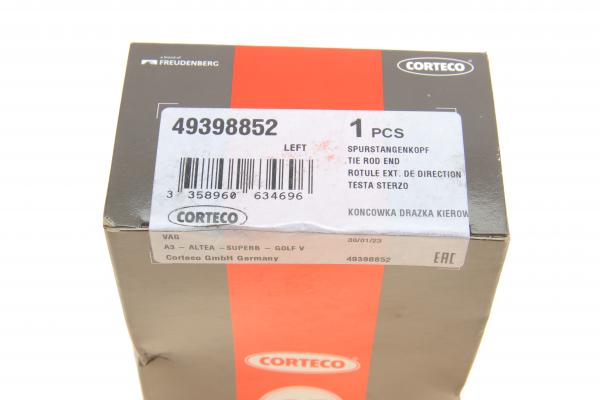 a brand of
FREUDENBERG
CORTECO
49398852
1 PCS
LEFT
SPURSTANGENKOPF
TIE ROD END
ROTULE EXT. DE DIRECTION
TESTA STERZO
3 358960 634696
CORTECO
KONCOWKA DRAZKA KIEROW
VAG
30/01/23
A3 - ALTEA -SUPERB - GOLF V
Corteco GmbH Germany
49398852
EAC
CORTECO